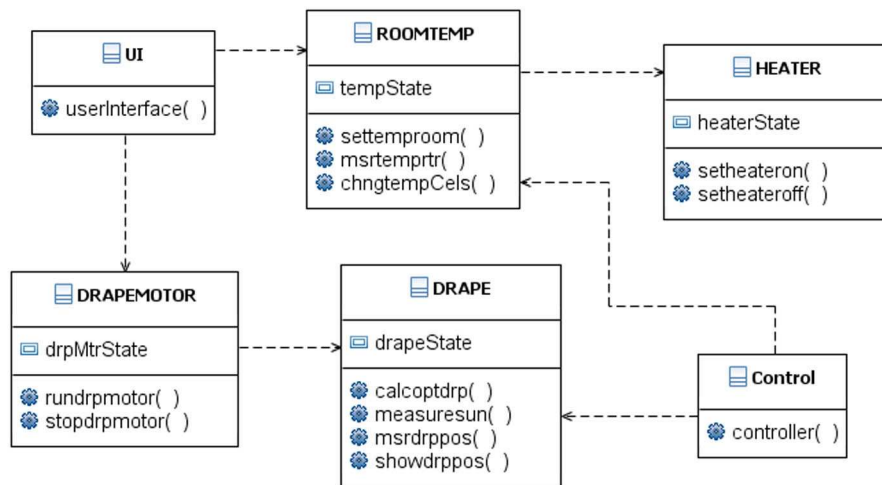 UI
userInterface( )
ROOMTEMP
tempState
settemproom( )
msrtemprtr( )
chngtempCels( )
HEATER
heaterState
setheateron( )
setheateroff( )
DRAPEMOTOR
drpMtrState
rundrpmotor( )
stopdrpmotor( )
DRAPE
drapeState
calcoptdrp( )
measuresun( )
msrdrppos( )
showdrppos( )
Control
controller( )